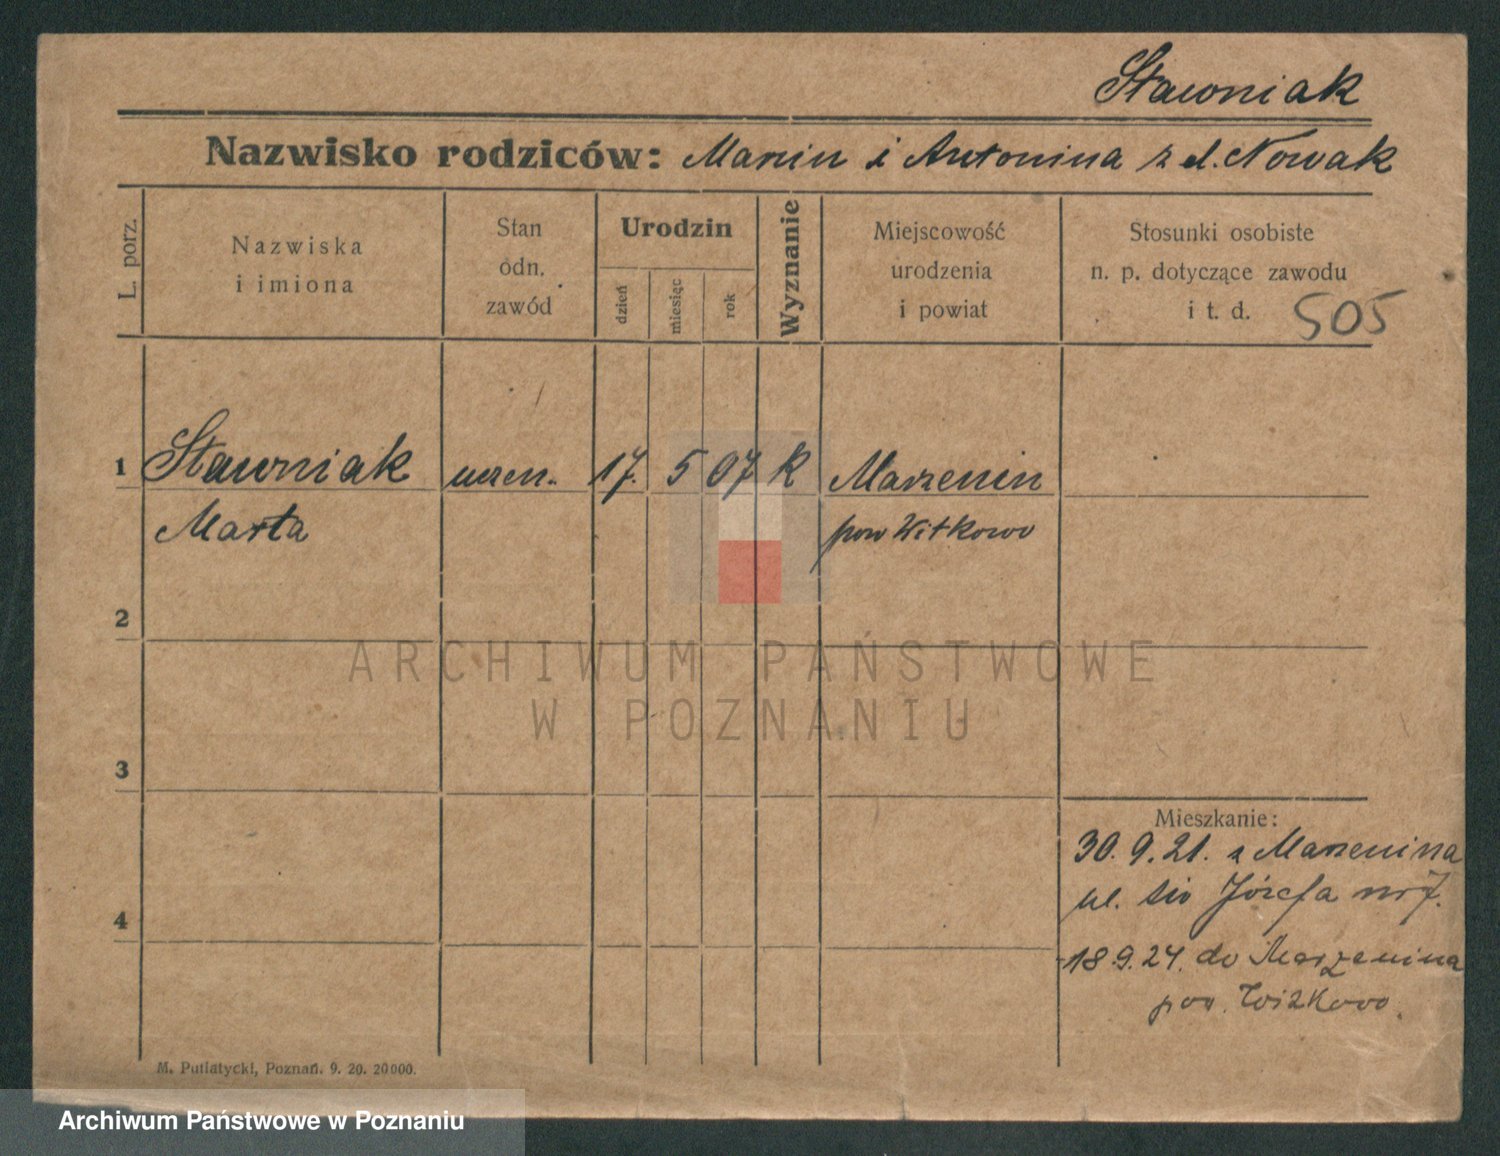 Stawniak
Nazwisko rodziców: Marcin i Antonina z d. Nowak
L. porz.
Nazwiska
i imiona
Stan
odn.
zawód
Urodzin
dzień
miesiąc
rok
Wyznanie
Miejscowość
urodzenia
i powiat
Stosunki osobiste
n. p. dotyczące zawodu
i t. d.
505
1 Stawniak uczen. 17. 5 07 k Marzenin
Marta pow Witkowo
2
ARCHIWUM PAŃSTWOWE
W POZNANIU
3
Mieszkanie:
30.9.21. z Marzenina
ul. Józefa nr 7.
4
18.9.24. do Marzenina
pow. Witkowo.
M. Putiatycki, Poznań. 9. 20. 20000.
Archiwum Państwowe w Poznaniu